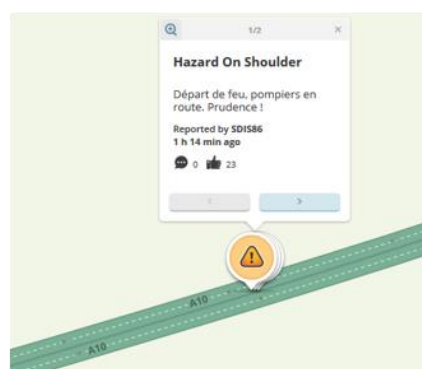 1/2 ×
Hazard On Shoulder
Départ de feu, pompiers en
route. Prudence !
Reported by SDIS86
1 h 14 min ago
0 23
< >
A10
A10